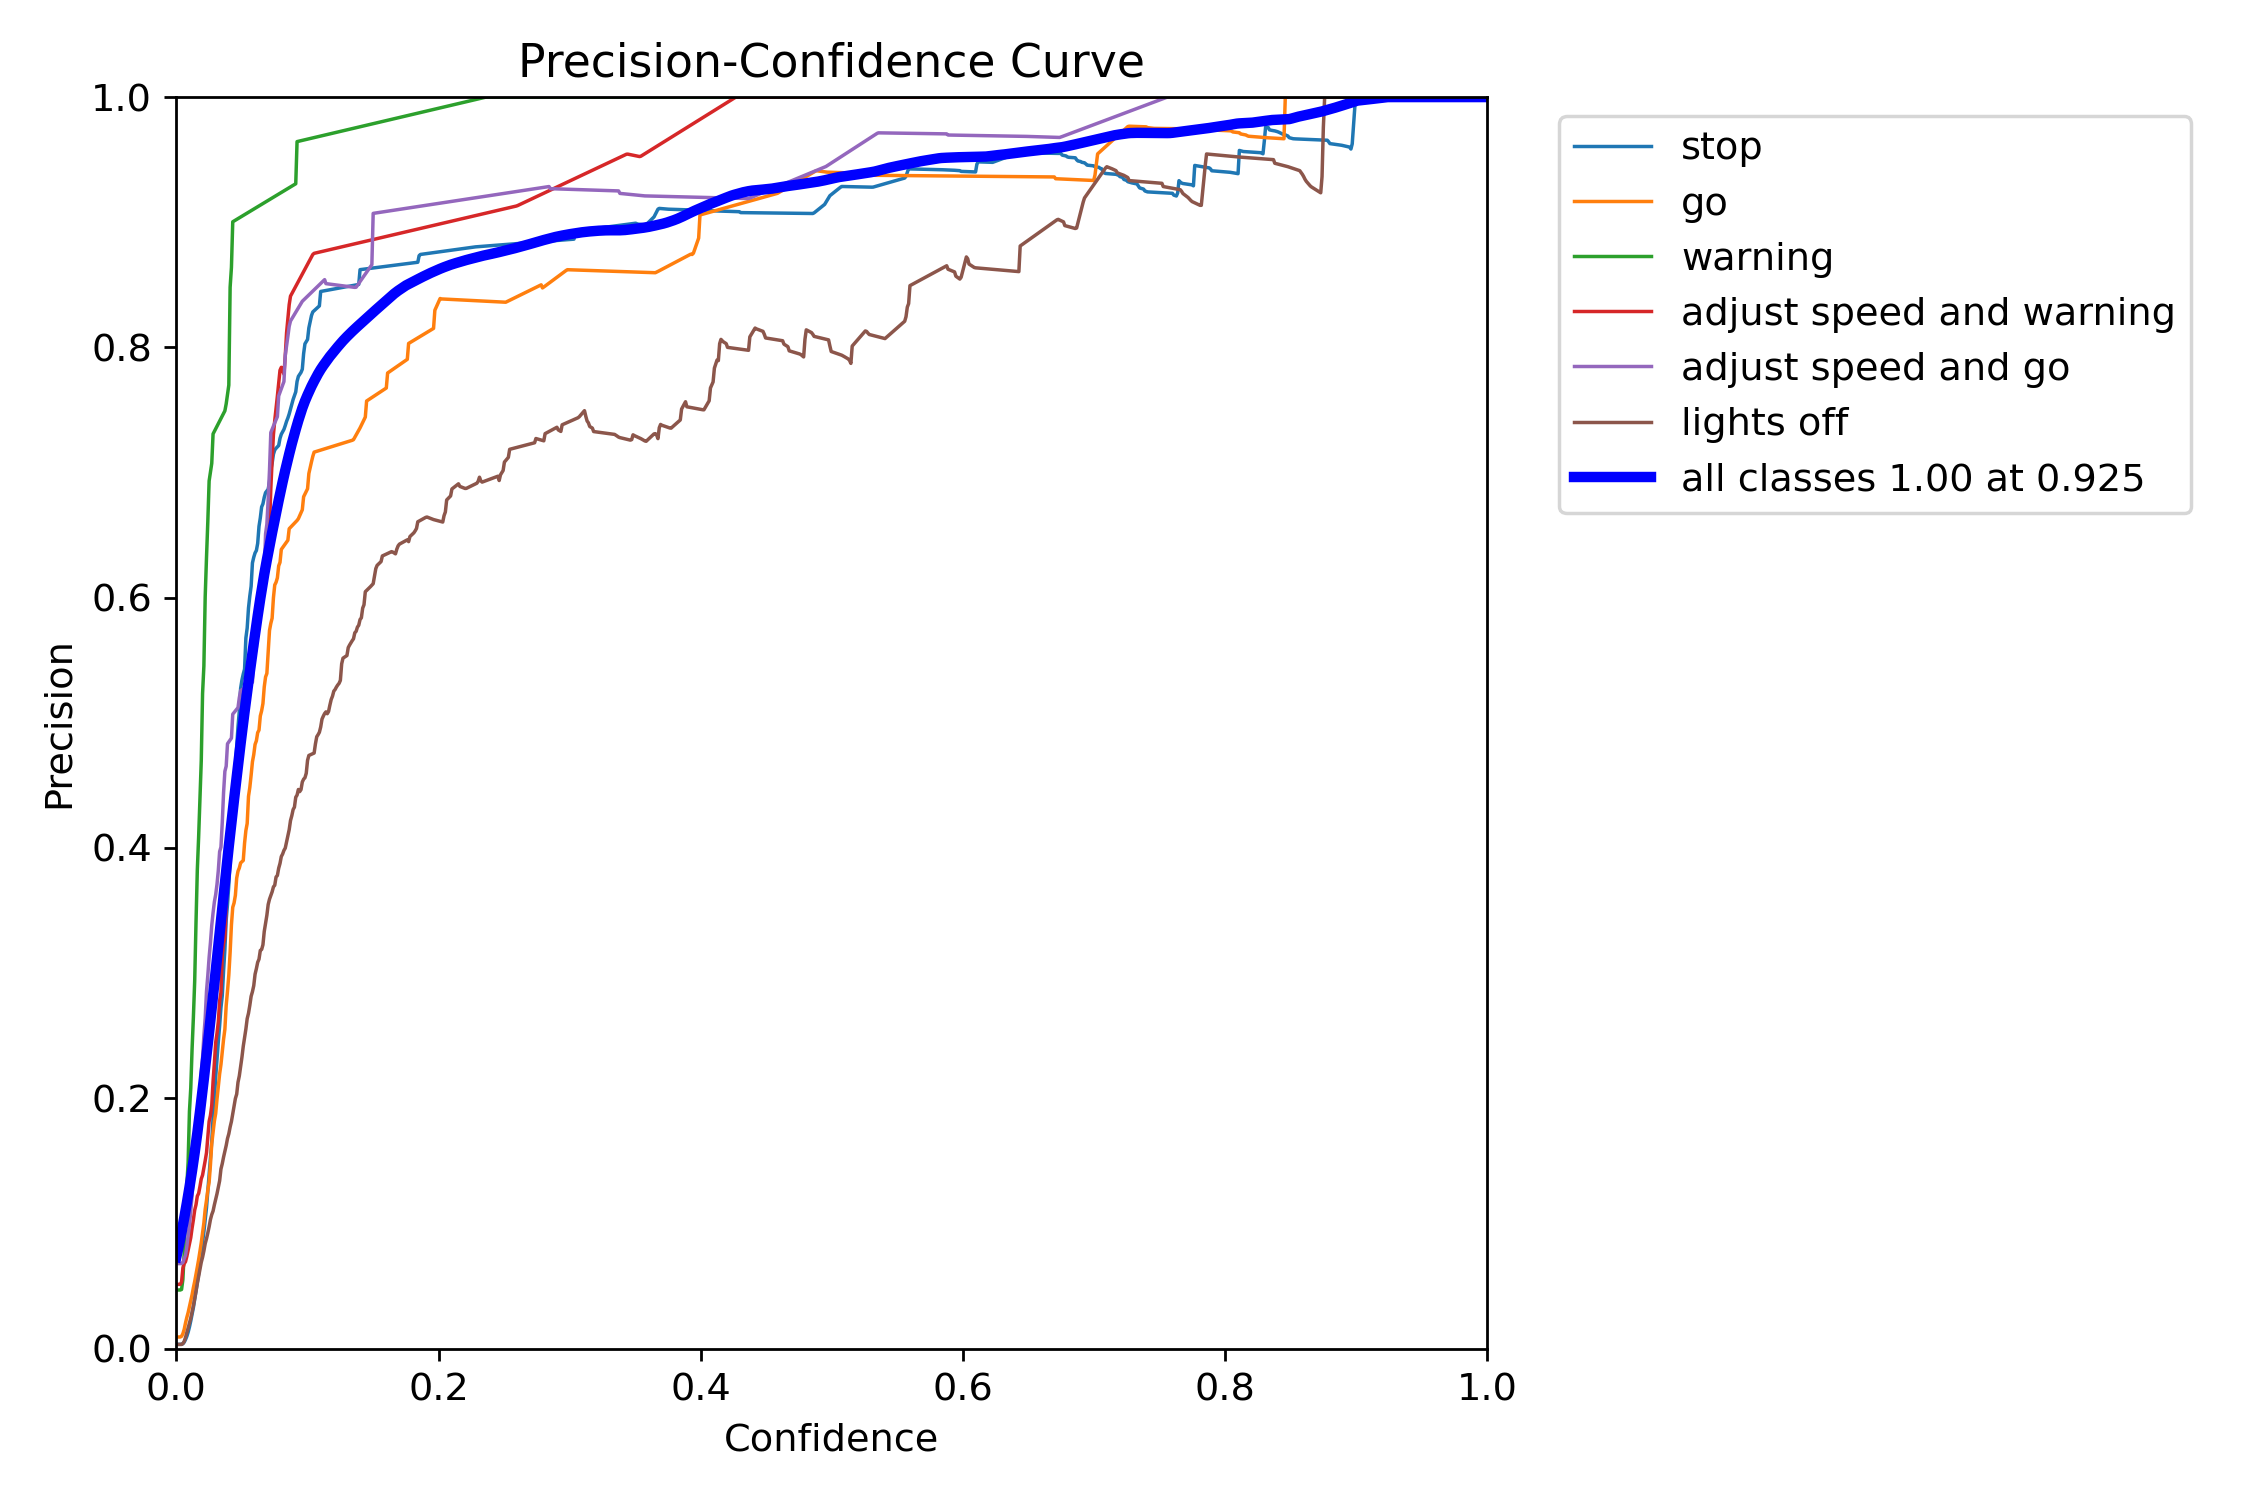 Precision-Confidence Curve
1.0
0.8
0.6
0.4
0.2
0.0
Precision
0.0 0.2 0.4 0.6 0.8 1.0
Confidence
stop
go
warning
adjust speed and warning
adjust speed and go
lights off
all classes 1.00 at 0.925